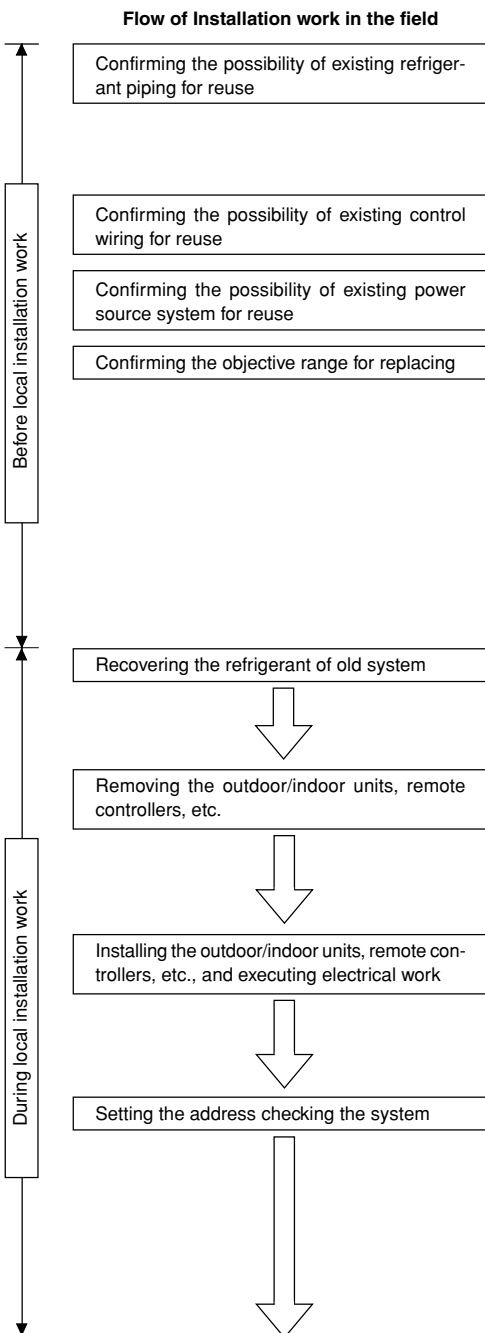 Flow of Installation work in the field
Confirming the possibility of existing refriger-
ant piping for reuse
Before local installation work
Confirming the possibility of existing control
wiring for reuse
Confirming the possibility of existing power
source system for reuse
Confirming the objective range for replacing
Recovering the refrigerant of old system
Removing the outdoor/indoor units, remote
controllers, etc.
During local installation work
Installing the outdoor/indoor units, remote con-
trollers, etc., and executing electrical work
Setting the address checking the system